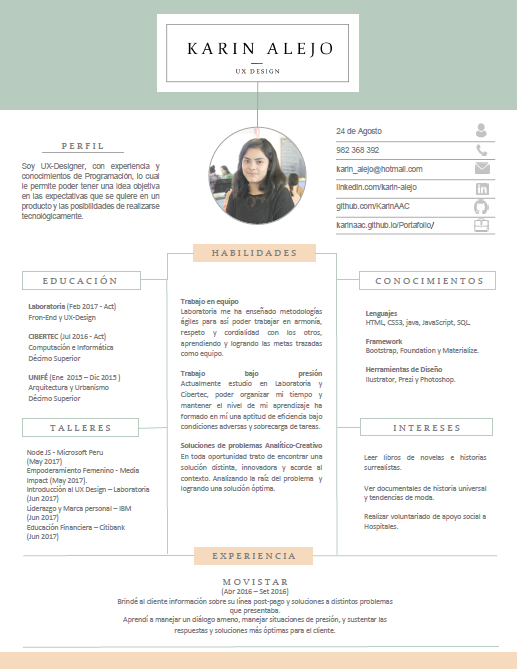 KARIN ALEJO
UX DESIGN
PERFIL
Soy UX-Designer, con experiencia y
conocimientos de Programación, lo cual
le permite poder tener una idea objetiva
en las expectativas que se quiere en un
producto y las posibilidades de realizarse
tecnológicamente.
24 de Agosto
982 368 392
karin_alejo@hotmail.com
linkedin.com/karin-alejo
github.com/KarinAAC
karinaac.github.io/Portafolio/
HABILIDADES
Trabajo en equipo
Laboratoria me ha enseñado metodologías
ágiles para así poder trabajar en armonía,
respeto y cordialidad con los otros,
aprendiendo y logrando las metas trazadas
como equipo.
Trabajo bajo presión
Actualmente estudio en Laboratoria y
Cibertec, poder organizar mi tiempo y
mantener el nivel de mi aprendizaje ha
formado en mí una aptitud de eficiencia bajo
condiciones adversas y sobrecarga de tareas.
Soluciones de problemas Analítico-Creativo
En toda oportunidad trato de encontrar una
solución distinta, innovadora y acorde al
contexto. Analizando la raíz del problema y
logrando una solución óptima.
EDUCACIÓN
Laboratoria (Feb 2017 - Act)
Fron-End y UX-Design
CIBERTEC (Jul 2016 - Act)
Computación e Informática
Décimo Superior
UNIFÉ (Ene 2015 – Dic 2015 )
Arquitectura y Urbanismo
Décimo Superior
TALLERES
Node JS - Microsoft Peru
(May 2017)
Empoderamiento Femenino - Media
Impact (May 2017).
Introducción al UX Design – Laboratoria
(Jun 2017)
Liderazgo y Marca personal – IBM
(Jun 2017)
Educación Financiera – Citibank
(Jun 2017)
CONOCIMIENTOS
Lenguajes
HTML, CSS3, java, JavaScript, SQL.
Framework
Bootstrap, Foundation y Materialize.
Herramientas de Diseño
Ilustrator, Prezi y Photoshop.
INTERESES
Leer libros de novelas e historias
surrealistas.
Ver documentales de historia universal
y tendencias de moda.
Realizar voluntariado de apoyo social a
Hospitales.
EXPERIENCIA
MOVISTAR
(Abr 2016 – Set 2016)
Brindé al cliente información sobre su línea post-pago y soluciones a distintos problemas
que presentaba.
Aprendí a manejar un diálogo ameno, manejar situaciones de presión, y sustentar las
respuestas y soluciones más óptimas para el cliente.